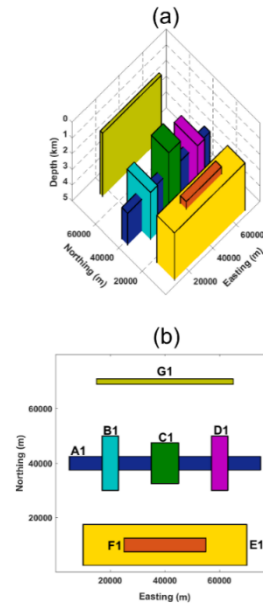 (a)
0
1
2
3
4
5
Depth (km)
60000
40000
20000
Northing (m)
20000
40000
60000
Easting (m)
(b)
G1
60000
B1
C1
D1
A1
40000
Northing (m)
20000
F1
E1
20000 40000 60000
Easting (m)